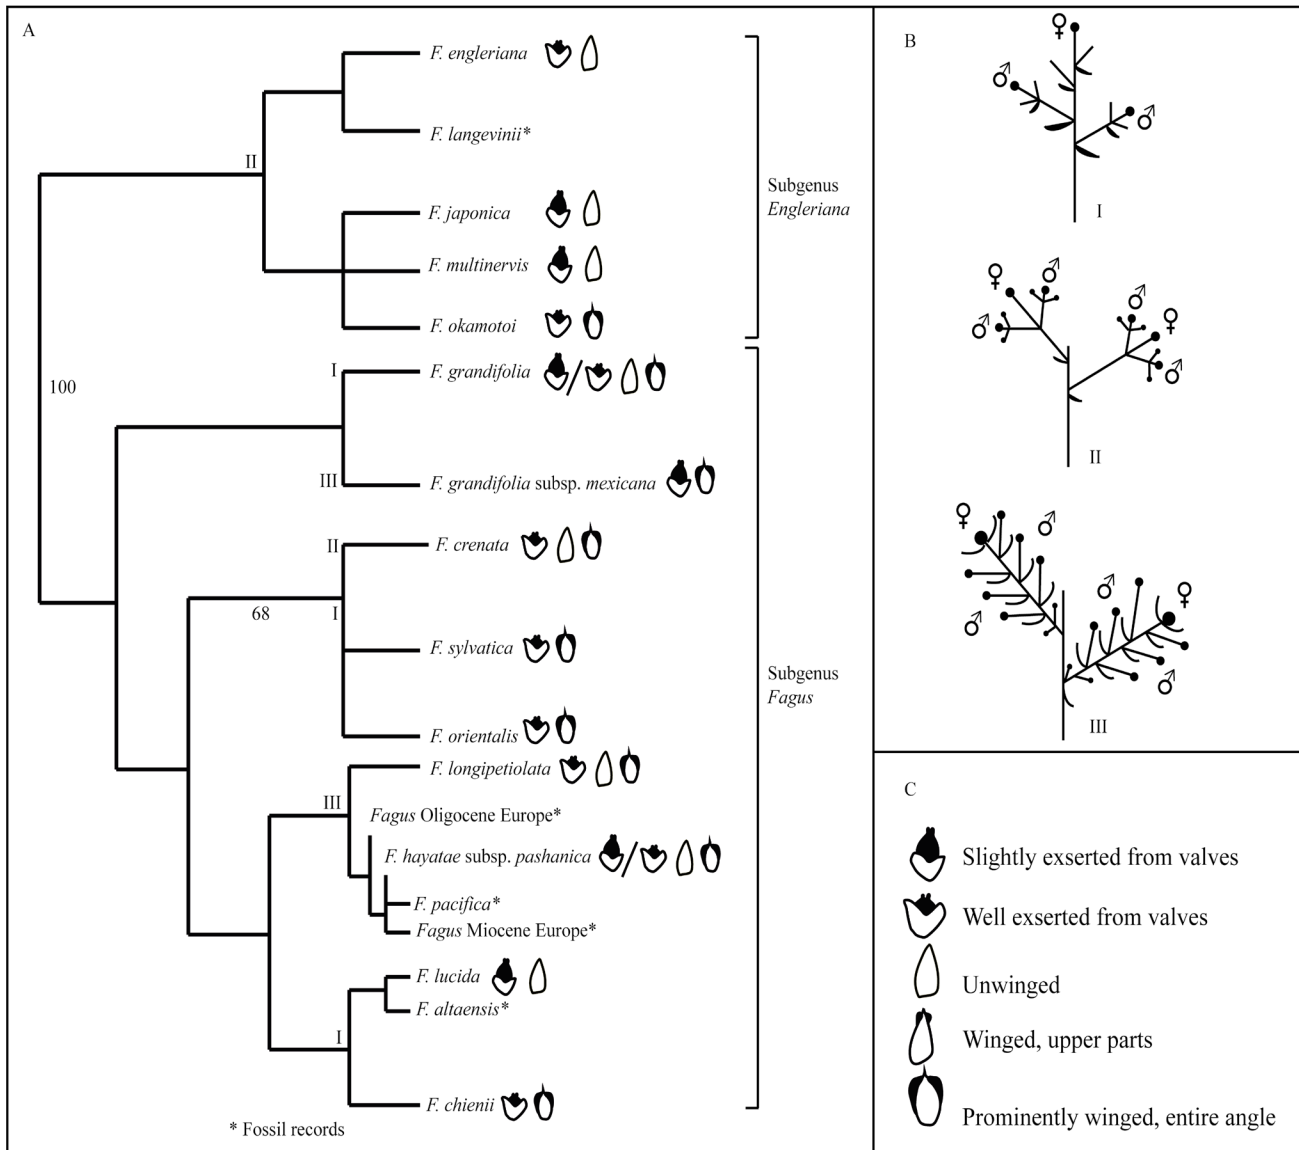 A
F. engleriana
F. langevinii*
II
F. japonica
F. multinervis
F. okamotoi
Subgenus
Engleriana
100
I
F. grandifolia
III
F. grandifolia subsp. mexicana
II
F. crenata
68
I
F. sylvatica
F. orientalis
Subgenus
Fagus
F. longipetiolata
III
Fagus Oligocene Europe*
F. hayatae subsp. pashanica
F. pacifica*
Fagus Miocene Europe*
F. lucida
F. altaensis*
I
F. chienii
* Fossil records
B
♀
♂
♂
I
♀
♂
♂
♂
♀
♂
II
♀
♂
♂
♂
♀
♂
III
C
Slightly exserted from valves
Well exserted from valves
Unwinged
Winged, upper parts
Prominently winged, entire angle